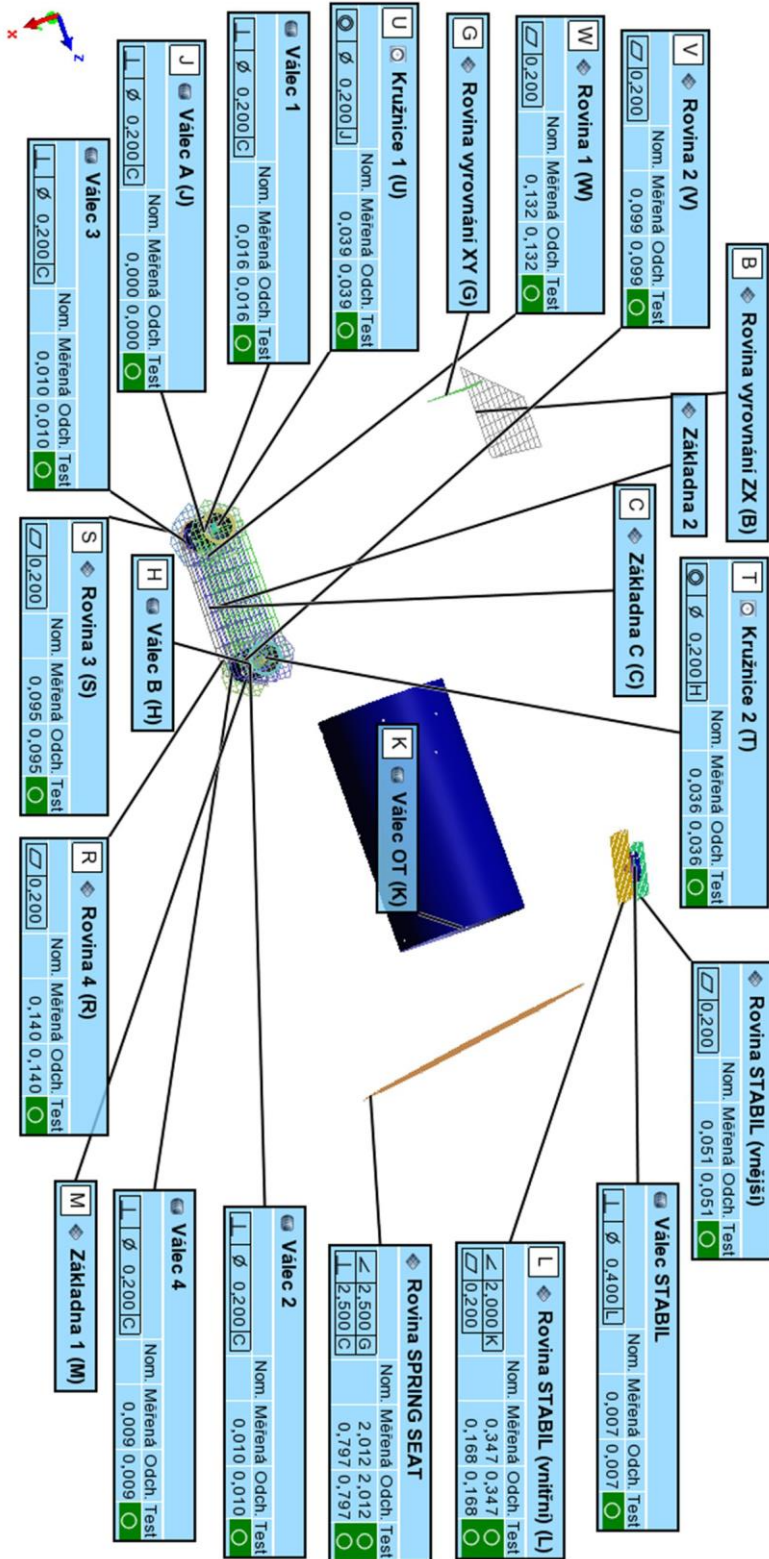 V Rovina 2 (V)
Nom. Měřená Odch. Test
0,200 0,099 0,099
B Rovina vyrovnání ZX (B)
Základna 2
T Kružnice 2 (T)
Nom. Měřená Odch. Test
Ø 0,200 H 0,036 0,036
Rovina STABIL (vnější)
Nom. Měřená Odch. Test
0,200 0,051 0,051
W Rovina 1 (W)
Nom. Měřená Odch. Test
0,200 0,132 0,132
C Základna C (C)
Válec STABIL
Nom. Měřená Odch. Test
Ø 0,400 L 0,007 0,007
G Rovina vyrovnání XY (G)
L Rovina STABIL (vnitřní) (L)
Nom. Měřená Odch. Test
2,000 K 0,347 0,347
0,200 0,168 0,168
U Kružnice 1 (U)
Nom. Měřená Odch. Test
Ø 0,200 J 0,039 0,039
K Válec OT (K)
Rovina SPRING SEAT
Nom. Měřená Odch. Test
2,500 G 2,012 2,012
2,500 C 0,797 0,797
Válec 1
Nom. Měřená Odch. Test
Ø 0,200 C 0,016 0,016
Válec 2
Nom. Měřená Odch. Test
Ø 0,200 C 0,010 0,010
J Válec A (J)
Nom. Měřená Odch. Test
Ø 0,200 C 0,000 0,000
H Válec B (H)
Válec 4
Nom. Měřená Odch. Test
Ø 0,200 C 0,009 0,009
Válec 3
Nom. Měřená Odch. Test
Ø 0,200 C 0,010 0,010
S Rovina 3 (S)
Nom. Měřená Odch. Test
0,200 0,095 0,095
R Rovina 4 (R)
Nom. Měřená Odch. Test
0,200 0,140 0,140
M Základna 1 (M)
Z
X